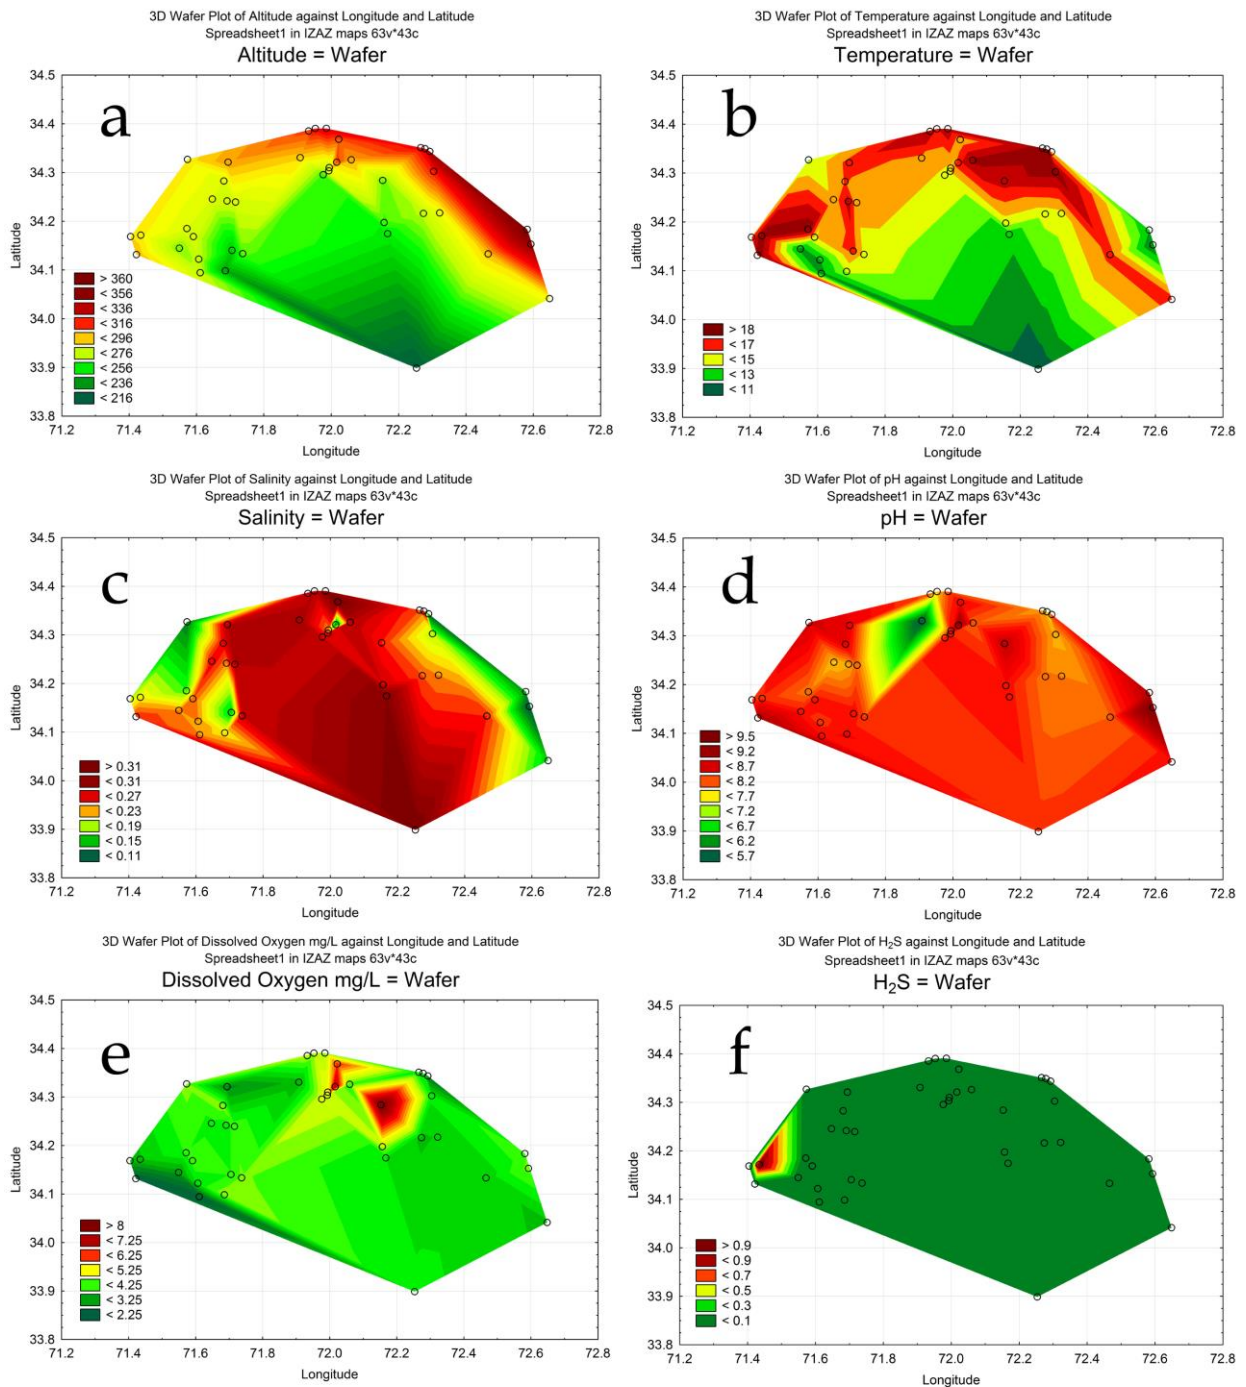 3D Wafer Plot of Altitude against Longitude and Latitude
Spreadsheet1 in IZAZ maps 63v*43c
Altitude = Wafer
a
34.5
34.4
34.3
34.2
34.1
34.0
33.9
33.8
Latitude
> 360
< 356
< 336
< 316
< 296
< 276
< 256
< 236
< 216
71.2 71.4 71.6 71.8 72.0 72.2 72.4 72.6 72.8
Longitude
3D Wafer Plot of Temperature against Longitude and Latitude
Spreadsheet1 in IZAZ maps 63v*43c
Temperature = Wafer
b
34.5
34.4
34.3
34.2
34.1
34.0
33.9
33.8
Latitude
> 18
< 17
< 15
< 13
< 11
71.2 71.4 71.6 71.8 72.0 72.2 72.4 72.6 72.8
Longitude
3D Wafer Plot of Salinity against Longitude and Latitude
Spreadsheet1 in IZAZ maps 63v*43c
Salinity = Wafer
c
34.5
34.4
34.3
34.2
34.1
34.0
33.9
33.8
Latitude
> 0.31
< 0.31
< 0.27
< 0.23
< 0.19
< 0.15
< 0.11
71.2 71.4 71.6 71.8 72.0 72.2 72.4 72.6 72.8
Longitude
3D Wafer Plot of pH against Longitude and Latitude
Spreadsheet1 in IZAZ maps 63v*43c
pH = Wafer
d
34.5
34.4
34.3
34.2
34.1
34.0
33.9
33.8
Latitude
> 9.5
< 9.2
< 8.7
< 8.2
< 7.7
< 7.2
< 6.7
< 6.2
< 5.7
71.2 71.4 71.6 71.8 72.0 72.2 72.4 72.6 72.8
Longitude
3D Wafer Plot of Dissolved Oxygen mg/L against Longitude and Latitude
Spreadsheet1 in IZAZ maps 63v*43c
Dissolved Oxygen mg/L = Wafer
e
34.5
34.4
34.3
34.2
34.1
34.0
33.9
33.8
Latitude
> 8
< 7.25
< 6.25
< 5.25
< 4.25
< 3.25
< 2.25
71.2 71.4 71.6 71.8 72.0 72.2 72.4 72.6 72.8
Longitude
3D Wafer Plot of H₂S against Longitude and Latitude
Spreadsheet1 in IZAZ maps 63v*43c
H₂S = Wafer
f
34.5
34.4
34.3
34.2
34.1
34.0
33.9
33.8
Latitude
> 0.9
< 0.9
< 0.7
< 0.5
< 0.3
< 0.1
71.2 71.4 71.6 71.8 72.0 72.2 72.4 72.6 72.8
Longitude